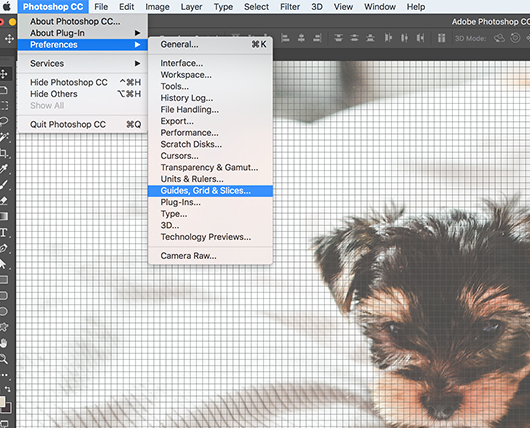 Photoshop CC File Edit Image Layer Type Select Filter 3D View Window Help
Adobe Photoshop CC
3D Mode:
About Photoshop CC...
About Plug-In
Preferences
Services
Hide Photoshop CC ^⌘H
Hide Others ⌥⌘H
Show All
Quit Photoshop CC ⌘Q
General... ⌘K
Interface...
Workspace...
Tools...
History Log...
File Handling...
Export...
Performance...
Scratch Disks...
Cursors...
Transparency & Gamut...
Units & Rulers...
Guides, Grid & Slices...
Plug-Ins...
Type...
3D...
Technology Previews...
Camera Raw...